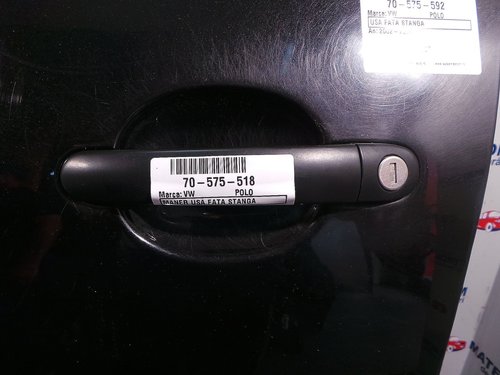 70-575-592
Marca: VW POLO
USA FATA STANGA
70-575-518
Marca: VW POLO
MANER USA FATA STANGA